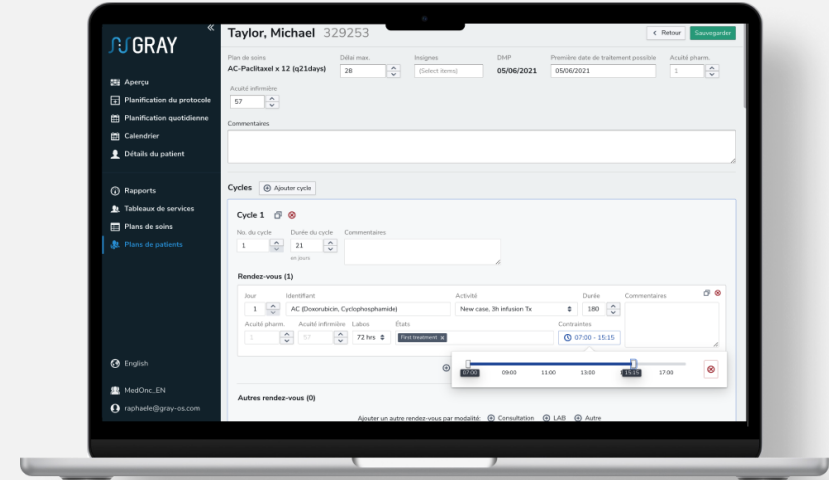 GRAY
«
Taylor, Michael 329253
Retour
Sauvegarder
Plan de soins
Délai max.
Insignes
DMP
Première date de traitement possible
Acuité pharm.
AC-Paclitaxel x 12 (q21days)
28
(Select items)
05/06/2021
05/06/2021
1
Acuité infirmière
57
Commentaires
Aperçu
Planification du protocole
Planification quotidienne
Calendrier
Détails du patient
Rapports
Tableaux de services
Plans de soins
Plans de patients
English
MedOnc_EN
raphaele@gray-os.com
Cycles
Ajouter cycle
Cycle 1
No. du cycle
Durée du cycle
Commentaires
1
21
en jours
Rendez-vous (1)
Jour
Identifiant
Activité
Durée
Commentaires
1
AC (Doxorubicin, Cyclophosphamide)
New case, 3h infusion Tx
180
Acuité pharm.
Acuité infirmière
Labos
États
Contraintes
1
57
72 hrs
First treatment x
07:00 - 15:15
07:00
09:00
11:00
13:00
15:15
17:00
Autres rendez-vous (0)
Ajouter un autre rendez-vous par modalité:
Consultation
LAB
Autre